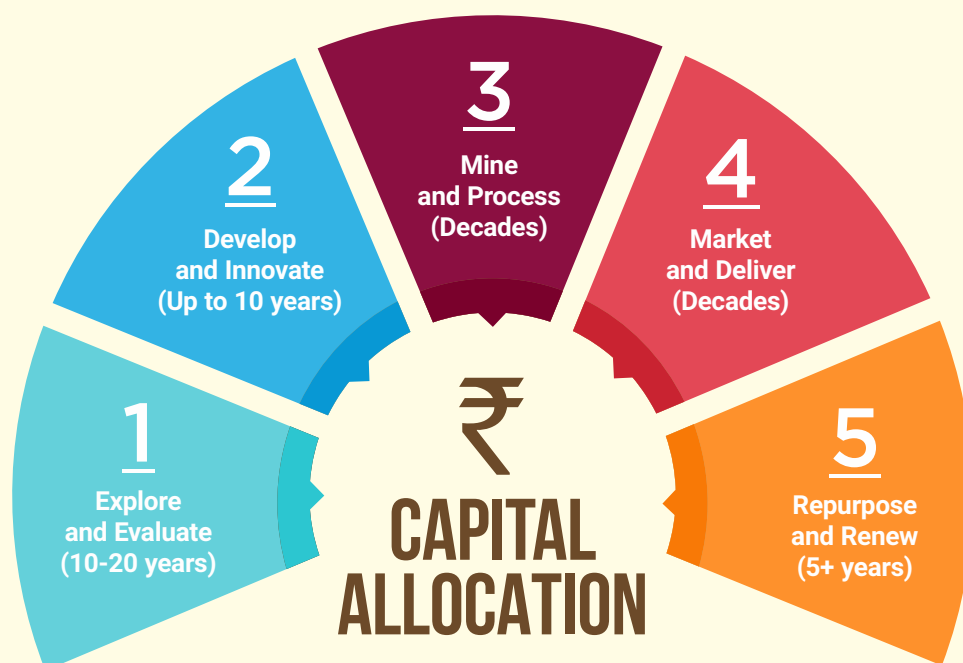 1
Explore
and Evaluate
(10-20 years)
2
Develop
and Innovate
(Up to 10 years)
3
Mine
and Process
(Decades)
4
Market
and Deliver
(Decades)
5
Repurpose
and Renew
(5+ years)
₹
CAPITAL
ALLOCATION